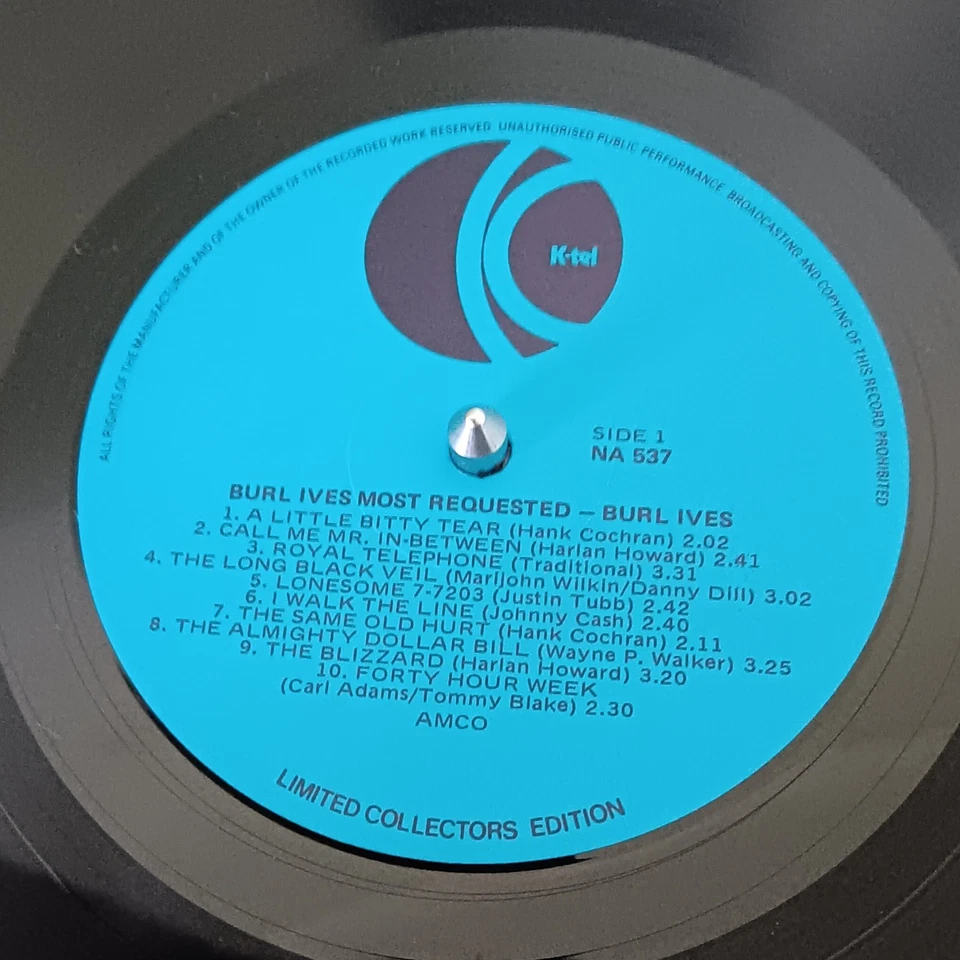 ALL RIGHTS OF THE MANUFACTURER AND OF THE OWNER OF THE RECORDED WORK RESERVED UNAUTHORISED PUBLIC PERFORMANCE BROADCASTING AND COPYING OF THIS RECORD PROHIBITED
K-tel
SIDE 1
NA 537
BURL IVES MOST REQUESTED – BURL IVES
1. A LITTLE BITTY TEAR (Hank Cochran) 2.02
2. CALL ME MR. IN-BETWEEN (Harlan Howard) 2.41
3. ROYAL TELEPHONE (Traditional) 3.31
4. THE LONG BLACK VEIL (Marijohn Wilkin/Danny Dill) 3.02
5. LONESOME 7-7203 (Justin Tubb) 2.42
6. I WALK THE LINE (Johnny Cash) 2.40
7. THE SAME OLD HURT (Hank Cochran) 2.11
8. THE ALMIGHTY DOLLAR BILL (Wayne P. Walker) 3.25
9. THE BLIZZARD (Harlan Howard) 3.20
10. FORTY HOUR WEEK
(Carl Adams/Tommy Blake) 2.30
AMCO
LIMITED COLLECTORS EDITION